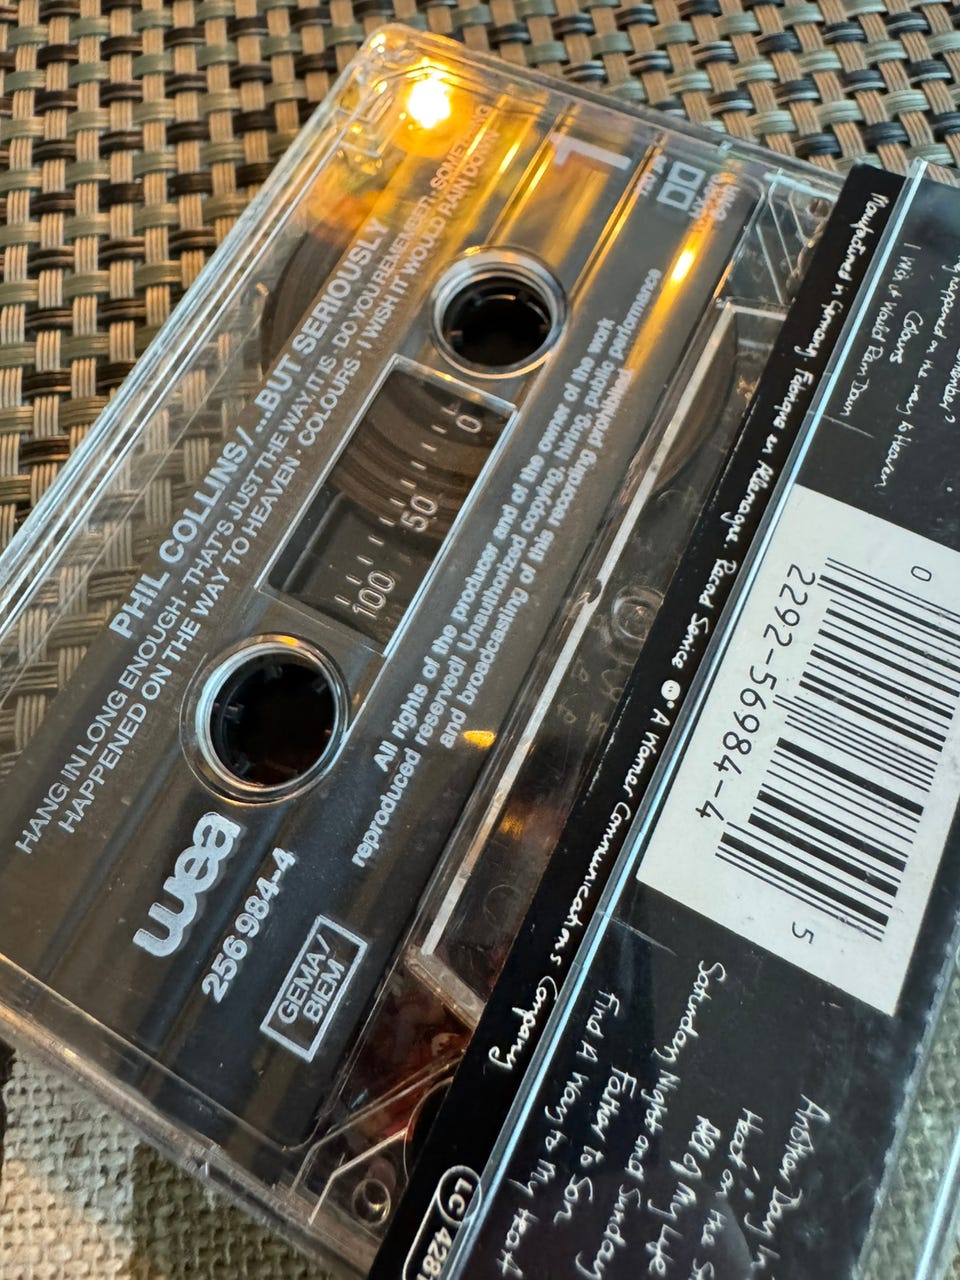 PHIL COLLINS / ...BUT SERIOUSLY
HANG IN LONG ENOUGH · THAT'S JUST THE WAY IT IS · DO YOU REMEMBER · SOMETHING
HAPPENED ON THE WAY TO HEAVEN · COLOURS · I WISH IT WOULD RAIN DOWN
1
100 50 0
All rights of the producer and of the owner of the work
reproduced reserved! Unauthorized copying, hiring, public performance
and broadcasting of this recording prohibited
wea
256 984-4
GEMA/
BIEM
Manufactured in Germany Fabriqué en Allemagne Record Service A Warner Communications Company
LC 4281
happened on the way to Heaven
Colours
I Wish it Would Rain Down
0
2292-56984-4
5
Another Day In
Head on the
All of My Life
Saturday Night and Sunday
Father to Son
Find A Way to My Heart